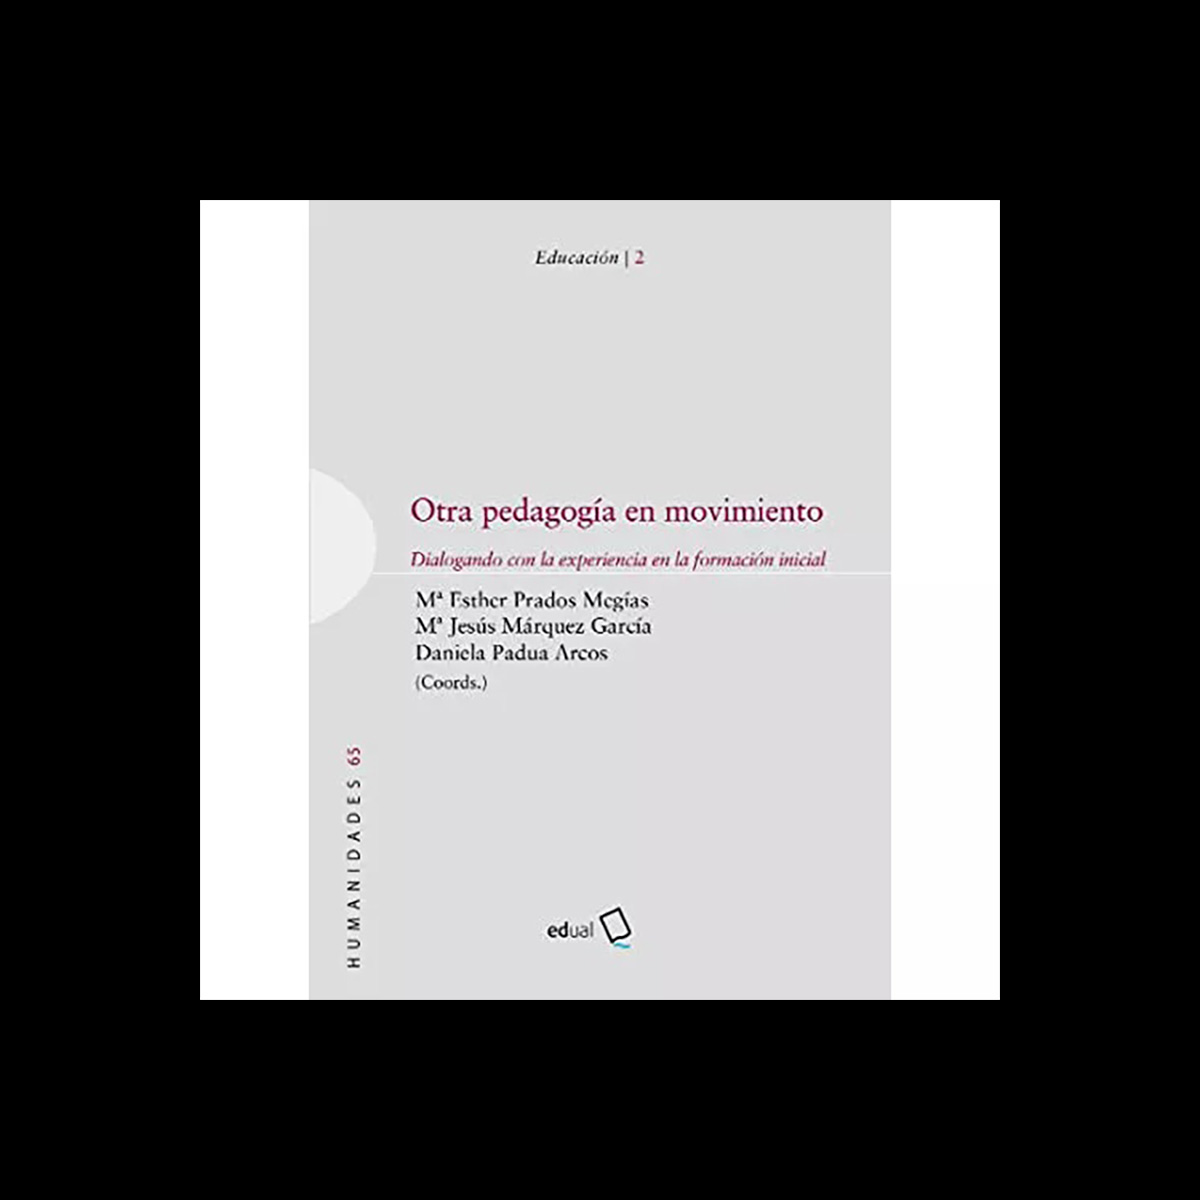 Educación | 2
Otra pedagogía en movimiento
Dialogando con la experiencia en la formación inicial
Mª Esther Prados Megías
Mª Jesús Márquez García
Daniela Padua Arcos
(Coords.)
HUMANIDADES 65
edual